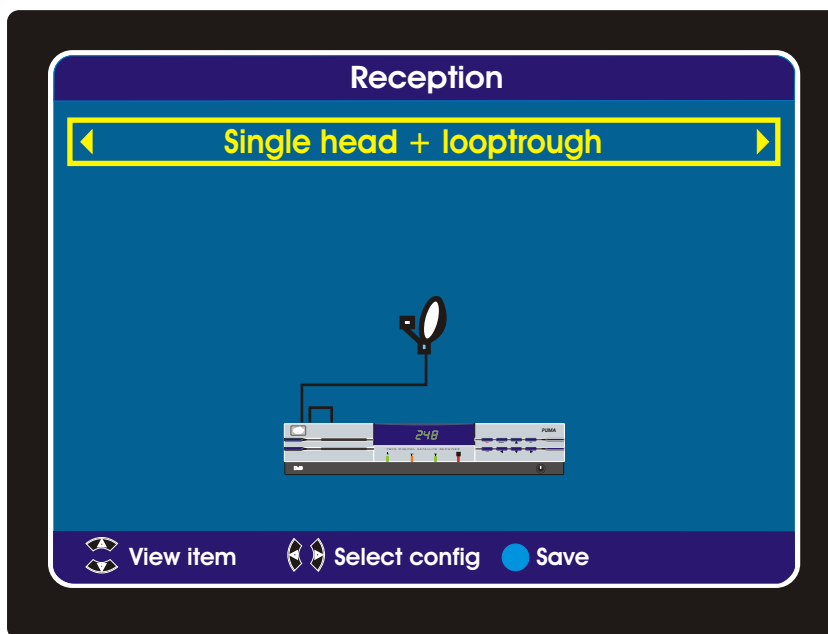 Reception
Single head + looptrough
248
PUMA
View item
Select config
Save